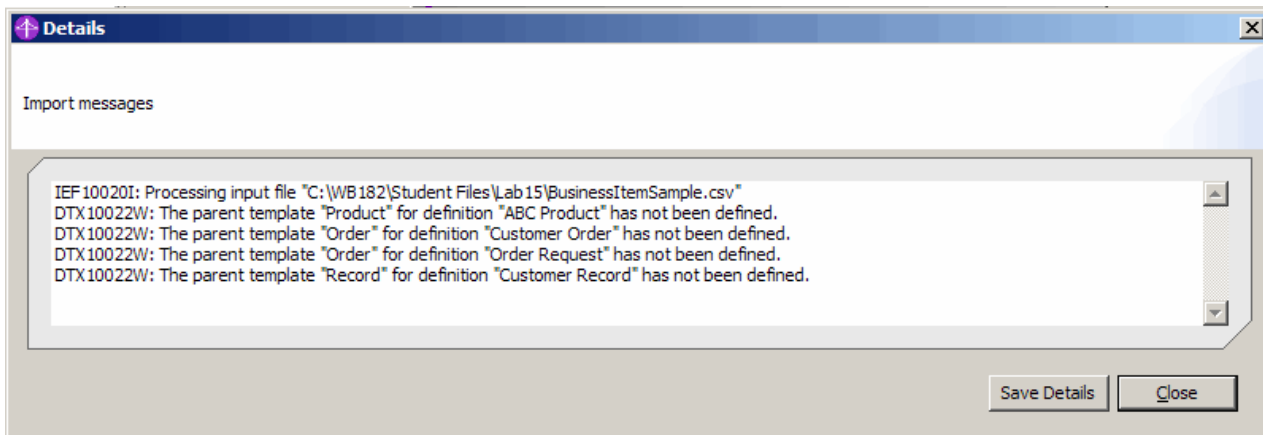 Details
Import messages
IEF10020I: Processing input file "C:\WB182\Student Files\Lab15\BusinessItemSample.csv"
DTX10022W: The parent template "Product" for definition "ABC Product" has not been defined.
DTX10022W: The parent template "Order" for definition "Customer Order" has not been defined.
DTX10022W: The parent template "Order" for definition "Order Request" has not been defined.
DTX10022W: The parent template "Record" for definition "Customer Record" has not been defined.
Save Details
Close